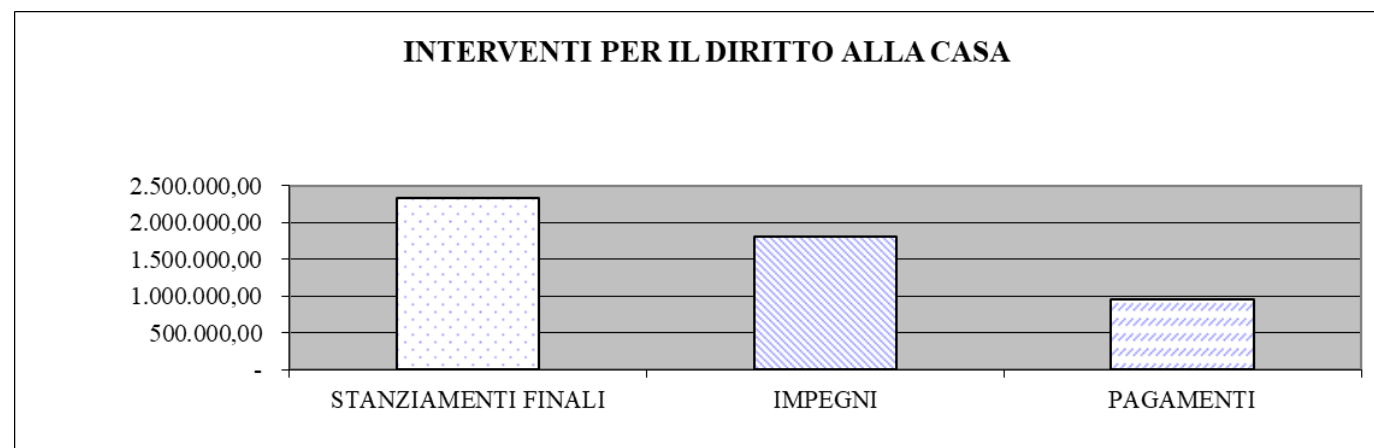 INTERVENTI PER IL DIRITTO ALLA CASA
2.500.000,00
2.000.000,00
1.500.000,00
1.000.000,00
500.000,00
-
STANZIAMENTI FINALI
IMPEGNI
PAGAMENTI